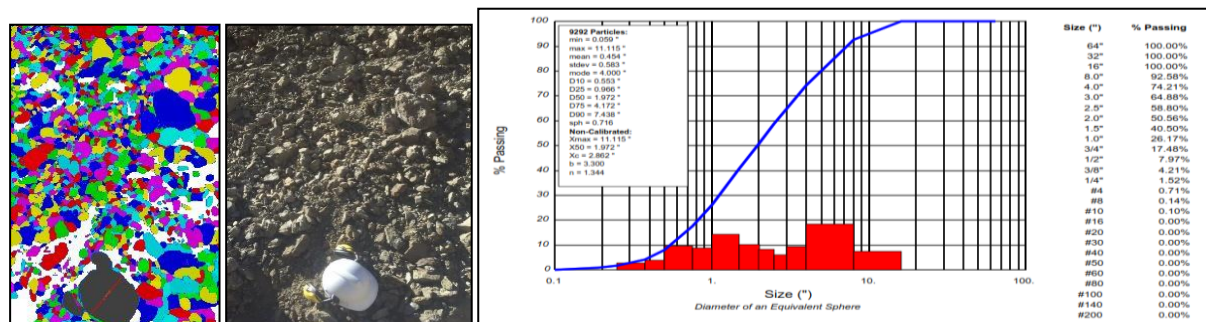 100
90
80
70
60
50
40
30
20
10
0
% Passing
9292 Particles:
min = 0.059 "
max = 11.115 "
mean = 0.454 "
stdev = 0.583 "
mode = 4.000 "
D10 = 0.553 "
D25 = 0.966 "
D50 = 1.972 "
D75 = 4.172 "
D90 = 7.438 "
sph = 0.716
Non-Calibrated:
Xmax = 11.115 "
X50 = 1.972 "
Xc = 2.862 "
b = 3.300
n = 1.344
0.1 1. 10. 100.
Size (")
Diameter of an Equivalent Sphere
Size (") % Passing
64" 100.00%
32" 100.00%
16" 100.00%
8.0" 92.58%
4.0" 74.21%
3.0" 64.88%
2.5" 58.80%
2.0" 50.56%
1.5" 40.50%
1.0" 26.17%
3/4" 17.48%
1/2" 7.97%
3/8" 4.21%
1/4" 1.52%
#4 0.71%
#8 0.14%
#10 0.10%
#16 0.00%
#20 0.00%
#30 0.00%
#40 0.00%
#50 0.00%
#60 0.00%
#80 0.00%
#100 0.00%
#140 0.00%
#200 0.00%